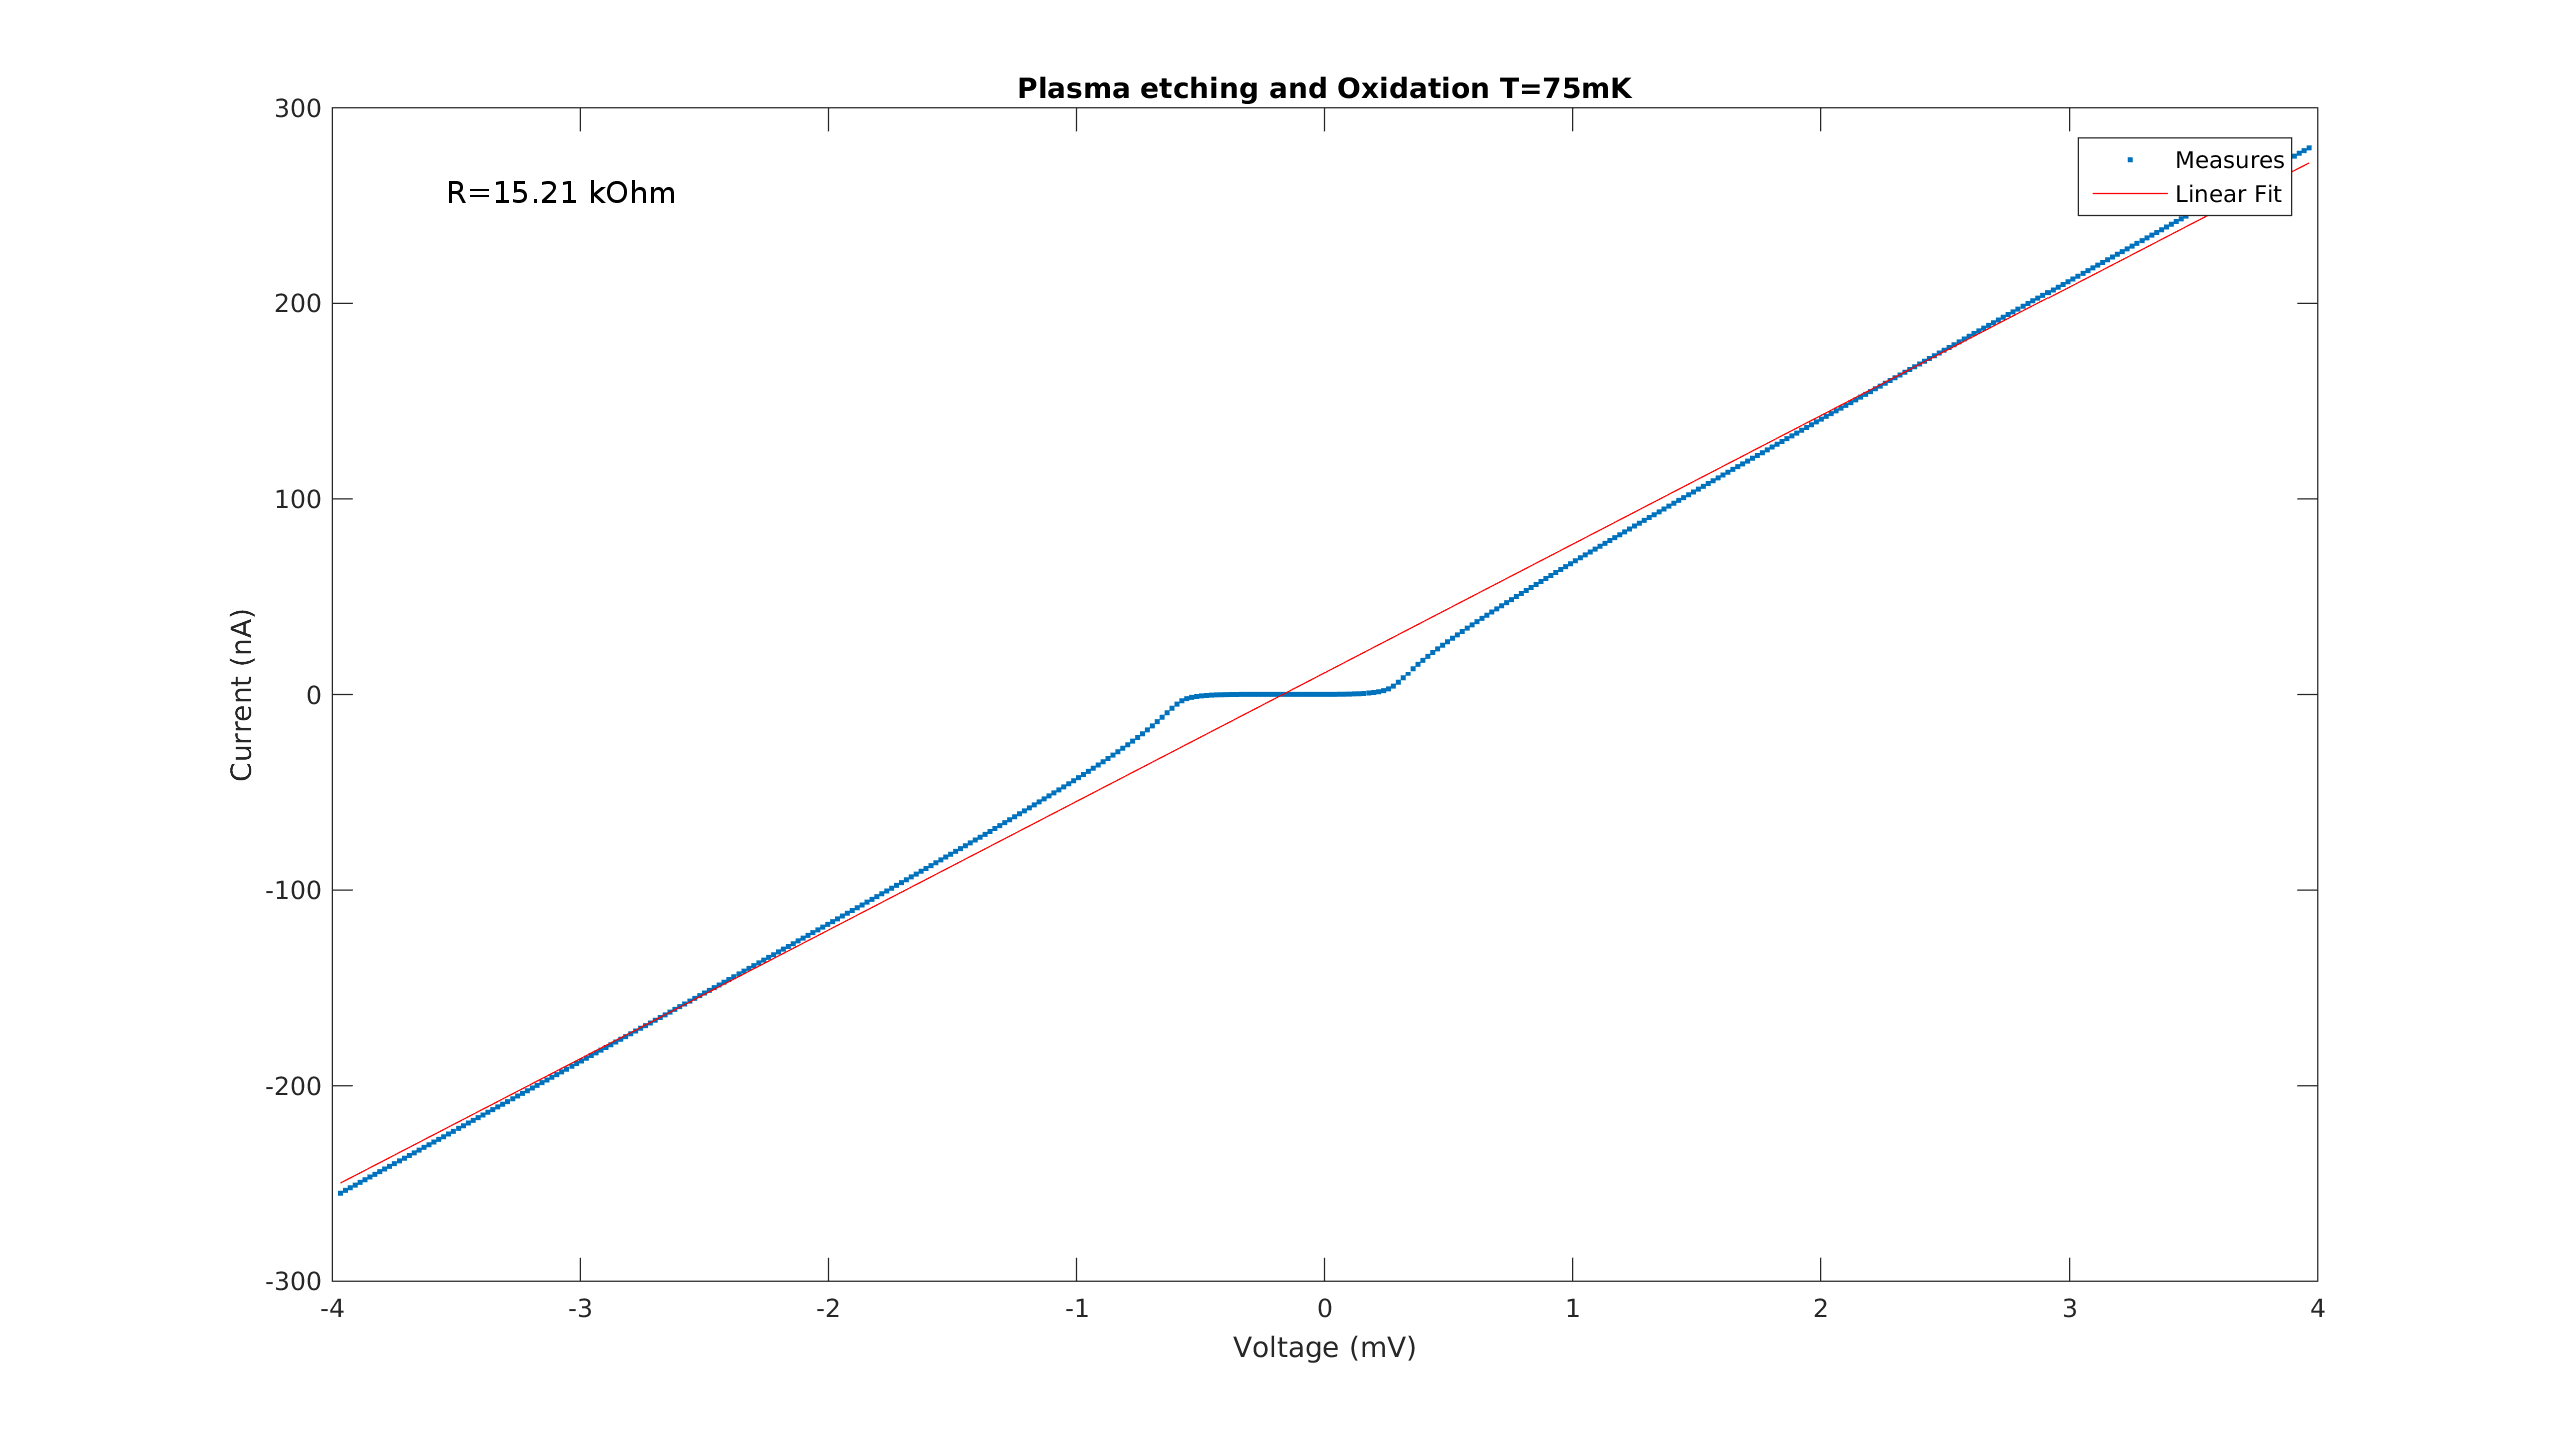 Plasma etching and Oxidation T=75mK
R=15.21 kOhm
Measures
Linear Fit
300
200
100
0
-100
-200
-300
Current (nA)
-4 -3 -2 -1 0 1 2 3 4
Voltage (mV)